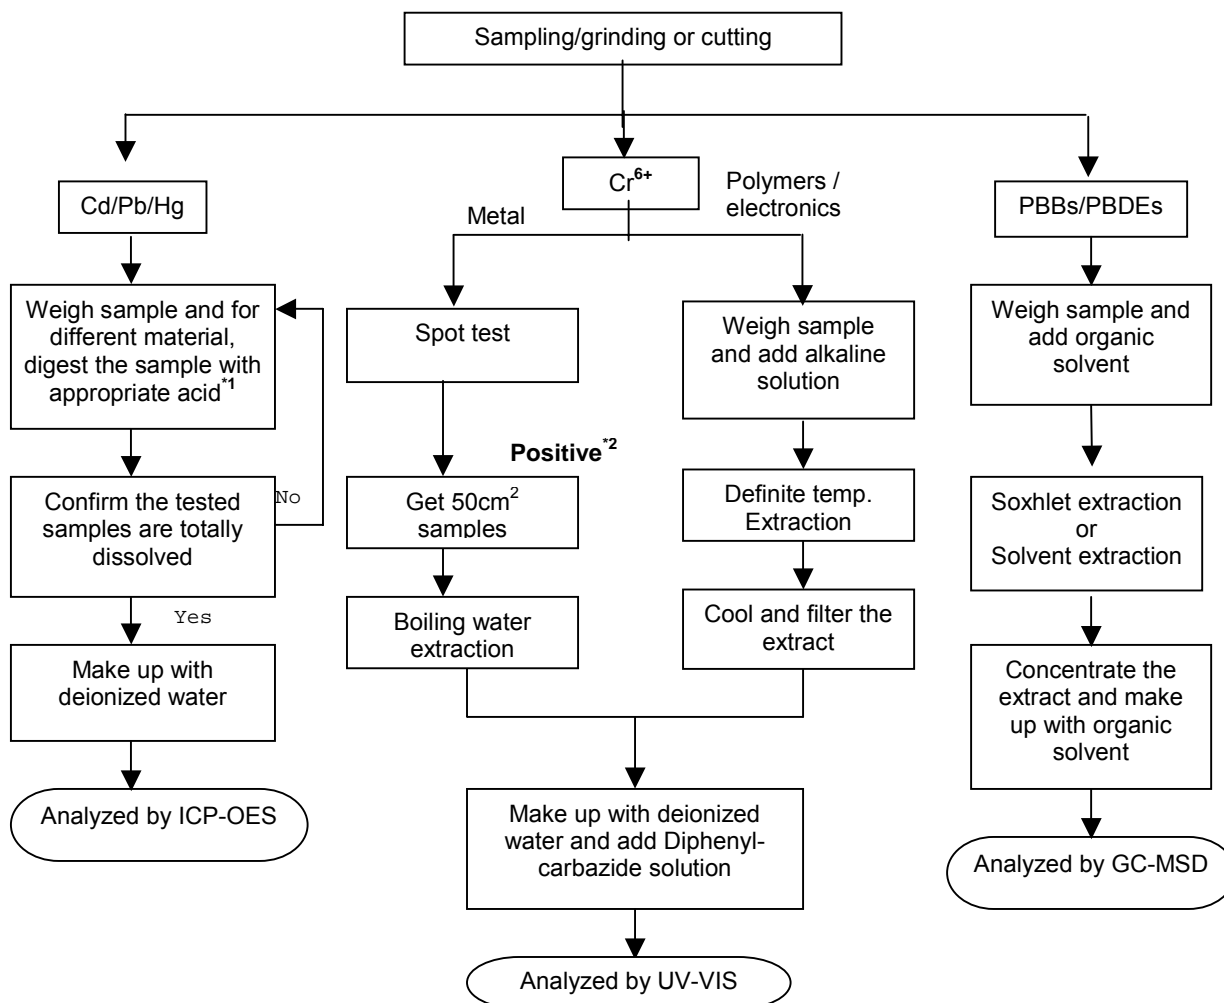 Sampling/grinding or cutting
Cd/Pb/Hg
Cr6+
Metal
Polymers /
electronics
PBBs/PBDEs
Weigh sample and for
different material,
digest the sample with
appropriate acid*1
No
Confirm the tested
samples are totally
dissolved
Yes
Make up with
deionized water
Analyzed by ICP-OES
Spot test
Positive*2
Get 50cm2
samples
Boiling water
extraction
Weigh sample
and add alkaline
solution
Definite temp.
Extraction
Cool and filter the
extract
Make up with deionized
water and add Diphenyl-
carbazide solution
Analyzed by UV-VIS
Weigh sample and
add organic
solvent
Soxhlet extraction
or
Solvent extraction
Concentrate the
extract and make
up with organic
solvent
Analyzed by GC-MSD